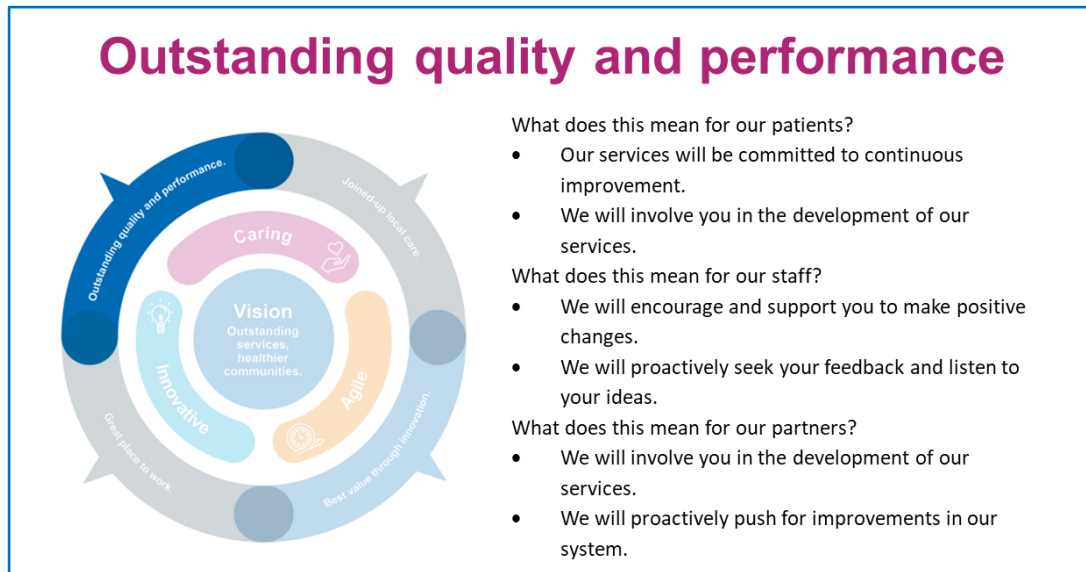 Outstanding quality and performance
Outstanding quality and performance.
Joined-up local care.
Best value through innovation.
Great place to work.
Caring
Agile
Innovative
Vision
Outstanding
services,
healthier
communities.
What does this mean for our patients?
• Our services will be committed to continuous
improvement.
• We will involve you in the development of our
services.
What does this mean for our staff?
• We will encourage and support you to make positive
changes.
• We will proactively seek your feedback and listen to
your ideas.
What does this mean for our partners?
• We will involve you in the development of our
services.
• We will proactively push for improvements in our
system.